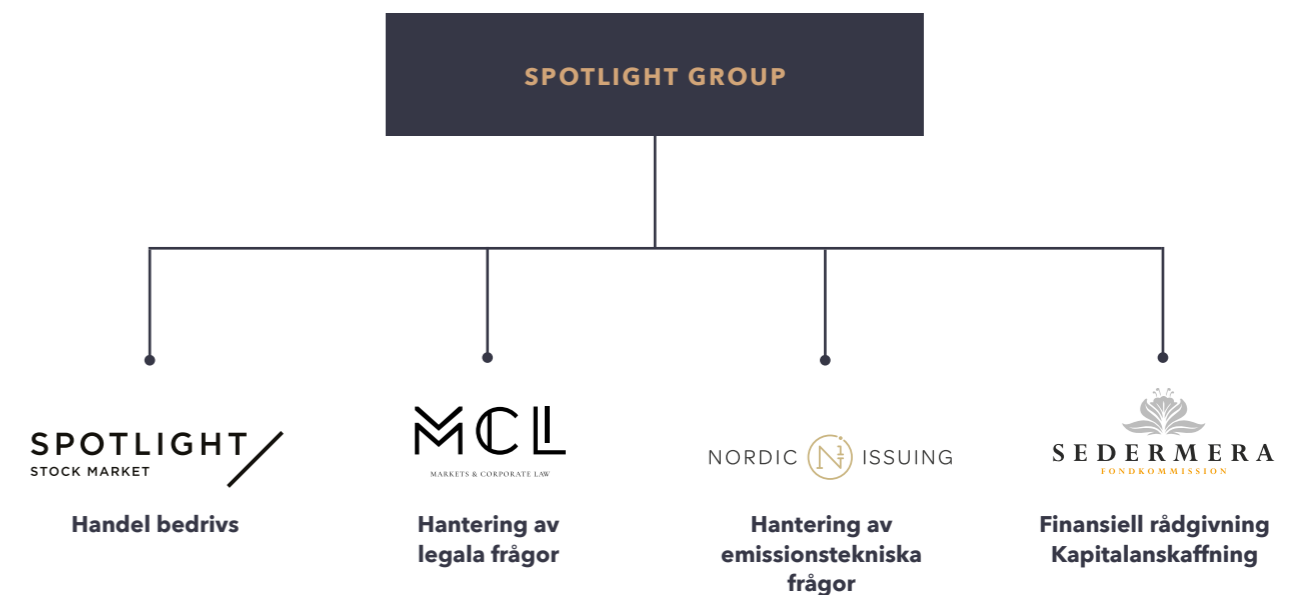 SPOTLIGHT GROUP
SPOTLIGHT
STOCK MARKET
Handel bedrivs
MCL
MARKETS & CORPORATE LAW
Hantering av
legala frågor
NORDIC N ISSUING
Hantering av
emissionstekniska
frågor
SEDERMERA
FONDKOMMISSION
Finansiell rådgivning
Kapitalanskaffning